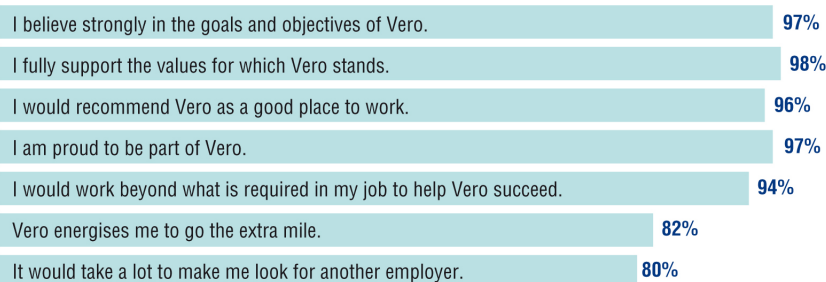 I believe strongly in the goals and objectives of Vero. 97%
I fully support the values for which Vero stands. 98%
I would recommend Vero as a good place to work. 96%
I am proud to be part of Vero. 97%
I would work beyond what is required in my job to help Vero succeed. 94%
Vero energises me to go the extra mile. 82%
It would take a lot to make me look for another employer. 80%